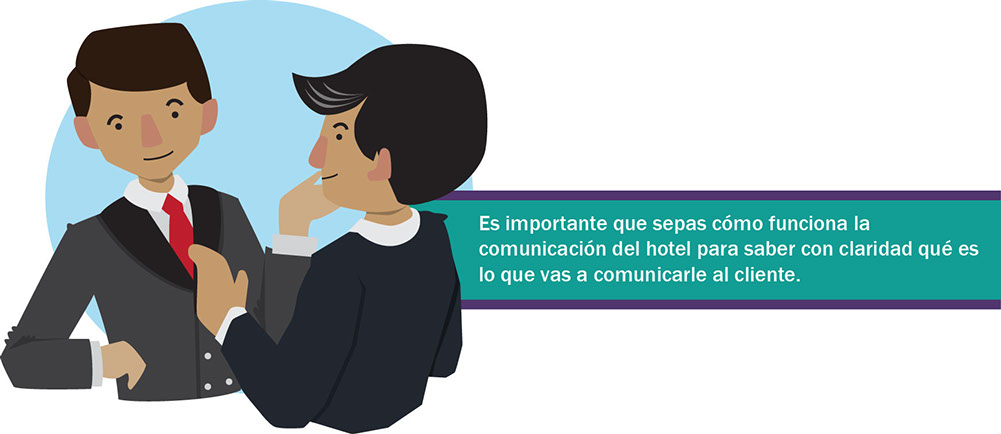 Es importante que sepas cómo funciona la
comunicación del hotel para saber con claridad qué es
lo que vas a comunicarle al cliente.